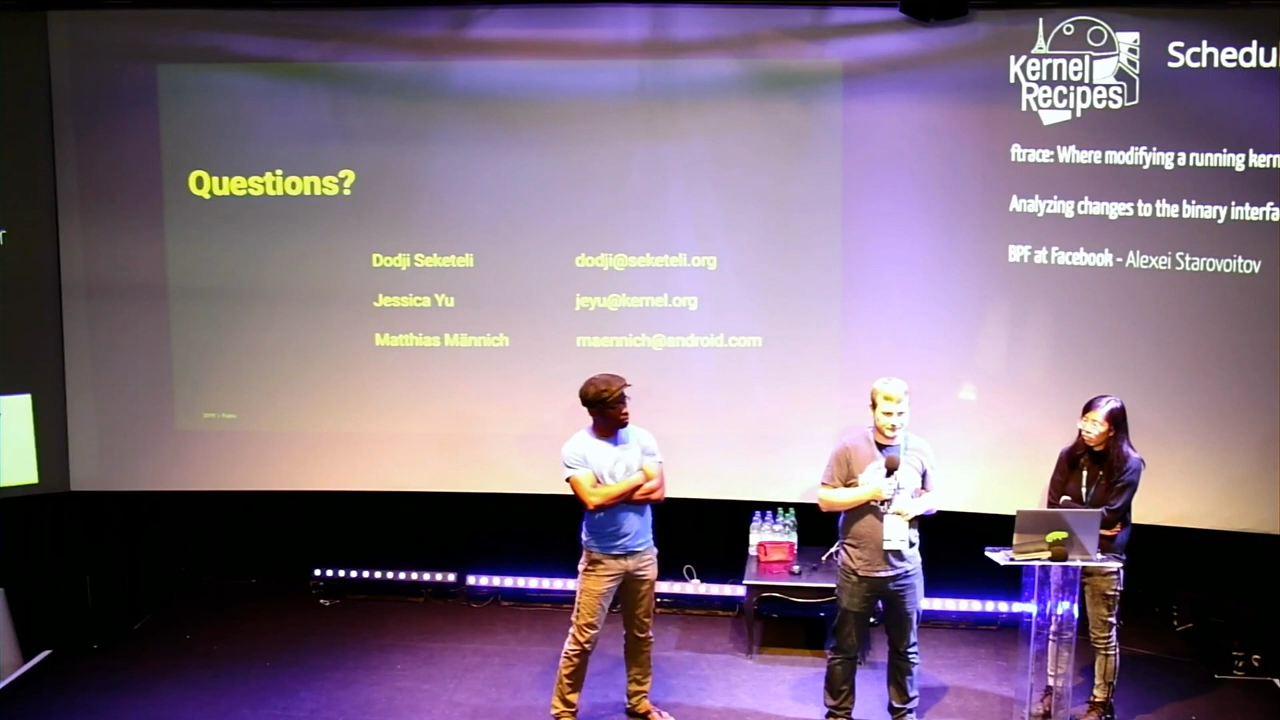 Questions?
Dodji Seketeli dodji@seketeli.org
Jessica Yu jeyu@kernel.org
Matthias Männich maennich@android.com
Kernel
Recipes
Schedu
ftrace: Where modifying a running kern
Analyzing changes to the binary interfa
BPF at Facebook - Alexei Starovoitov
r